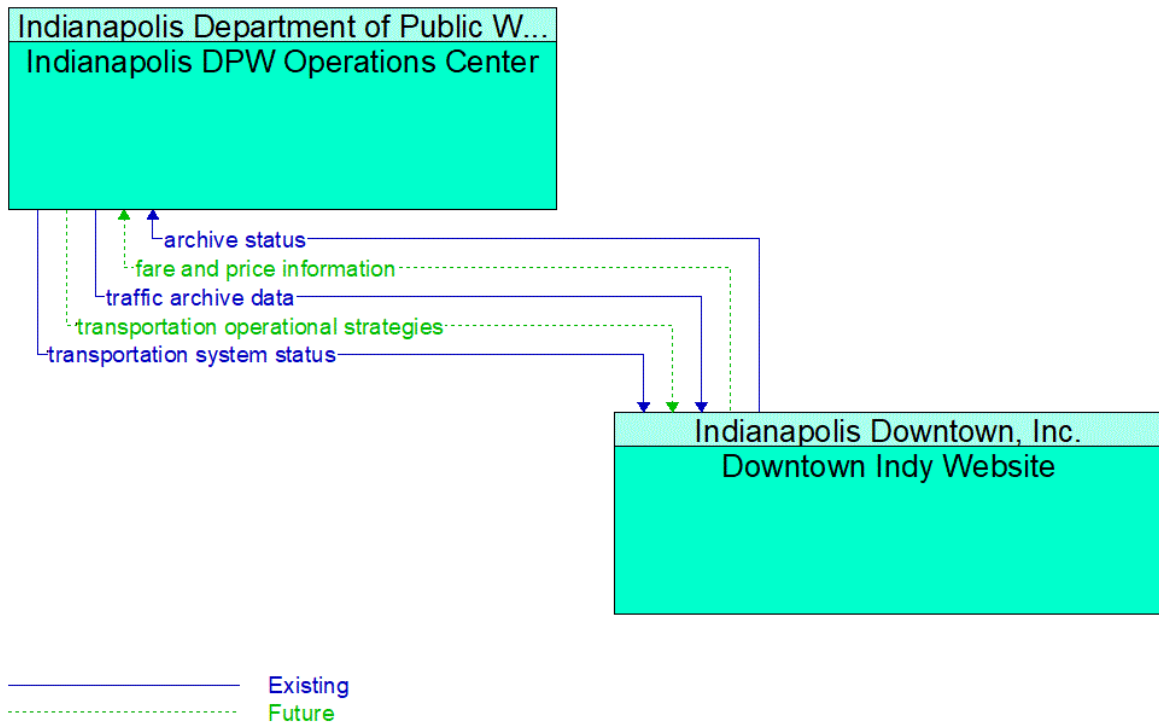 Indianapolis Department of Public W...
Indianapolis DPW Operations Center
archive status
fare and price information
traffic archive data
transportation operational strategies
transportation system status
Indianapolis Downtown, Inc.
Downtown Indy Website
Existing
Future